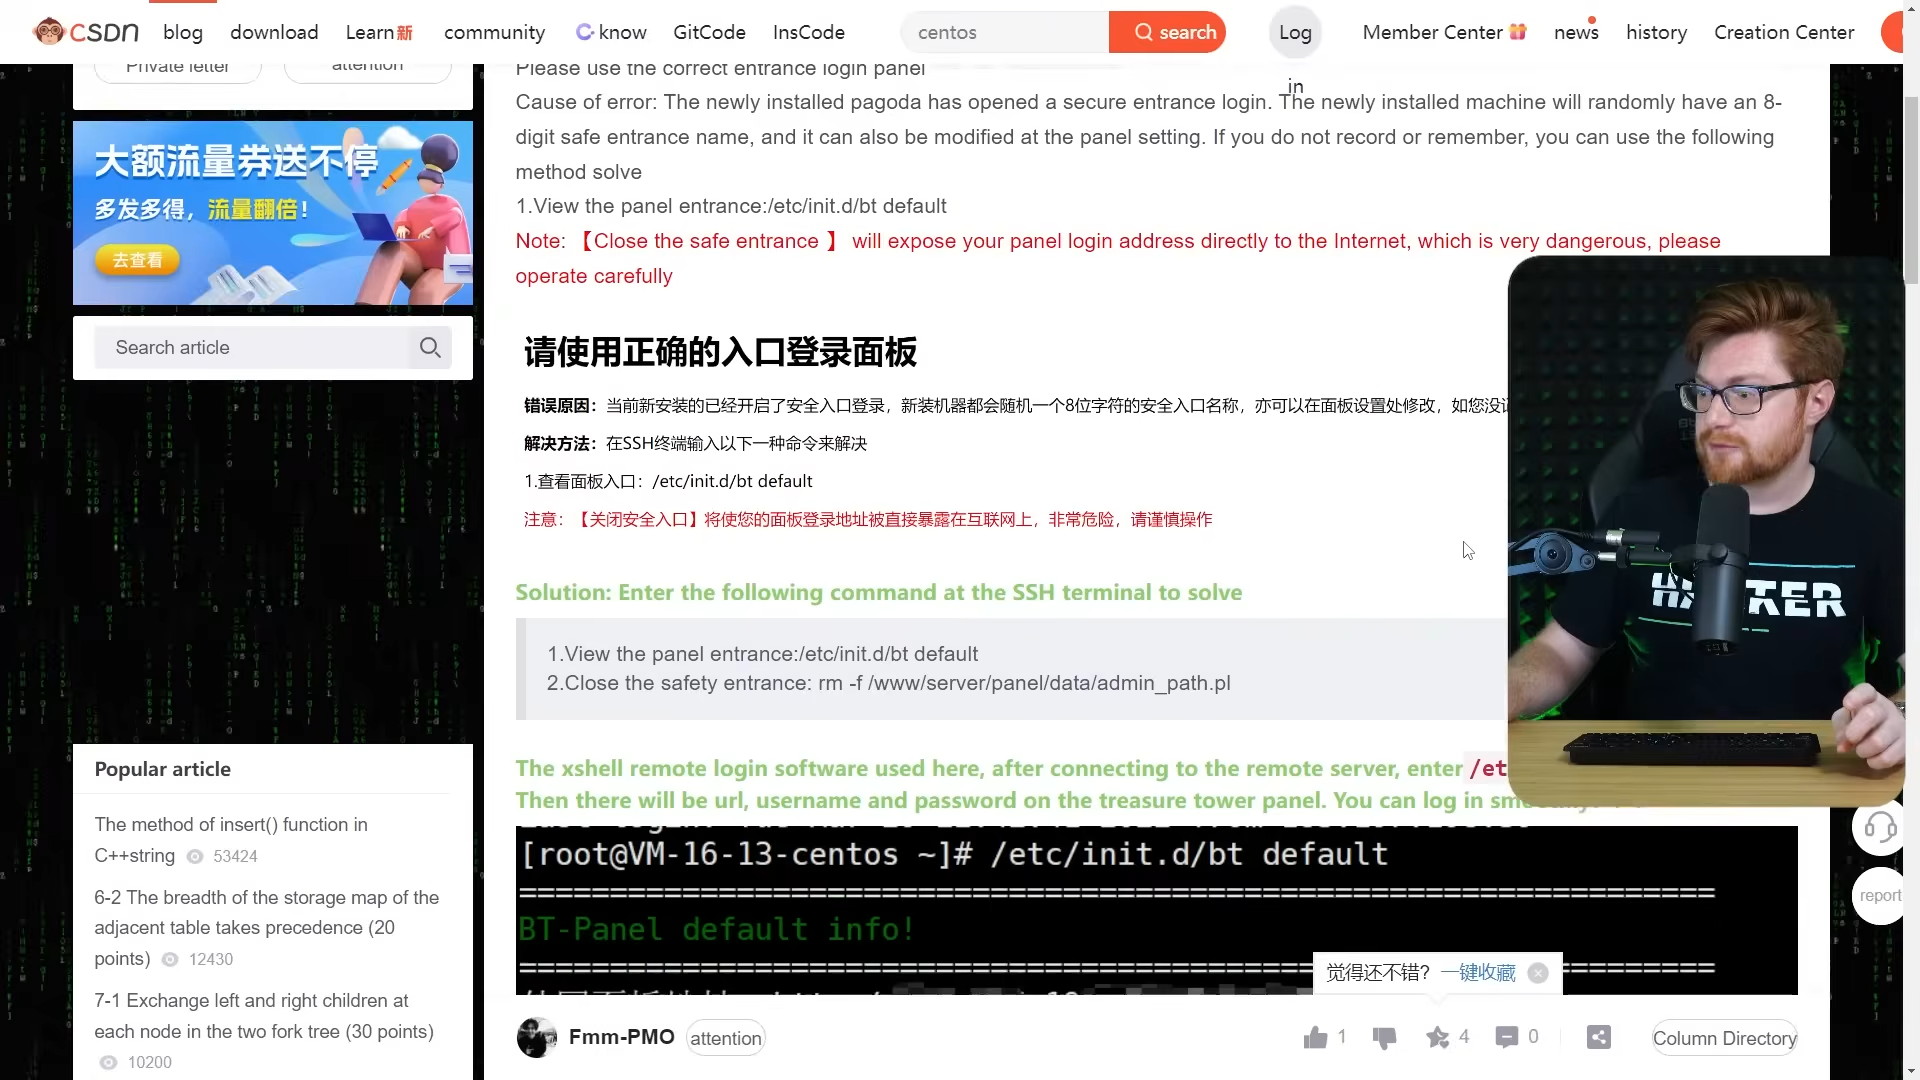 CSDN blog download Learn新 community C know GitCode InsCode centos search Log in Member Center news history Creation Center
Private letter attention
大额流量券送不停
多发多得，流量翻倍！
去查看
Search article
Popular article
The method of insert() function in
C++string 53424
6-2 The breadth of the storage map of the
adjacent table takes precedence (20
points) 12430
7-1 Exchange left and right children at
each node in the two fork tree (30 points)
10200
Please use the correct entrance login panel
Cause of error: The newly installed pagoda has opened a secure entrance login. The newly installed machine will randomly have an 8-
digit safe entrance name, and it can also be modified at the panel setting. If you do not record or remember, you can use the following
method solve
1.View the panel entrance:/etc/init.d/bt default
Note: 【Close the safe entrance 】 will expose your panel login address directly to the Internet, which is very dangerous, please
operate carefully
请使用正确的入口登录面板
错误原因：当前新安装的已经开启了安全入口登录，新装机器都会随机一个8位字符的安全入口名称，亦可以在面板设置处修改，如您没
解决方法：在SSH终端输入以下一种命令来解决
1.查看面板入口：/etc/init.d/bt default
注意：【关闭安全入口】将使您的面板登录地址被直接暴露在互联网上，非常危险，请谨慎操作
Solution: Enter the following command at the SSH terminal to solve
1.View the panel entrance:/etc/init.d/bt default
2.Close the safety entrance: rm -f /www/server/panel/data/admin_path.pl
The xshell remote login software used here, after connecting to the remote server, enter /et
Then there will be url, username and password on the treasure tower panel. You can log in
[root@VM-16-13-centos ~]# /etc/init.d/bt default
==================================================================
BT-Panel default info!
==================================================================
觉得还不错? 一键收藏
Fmm-PMO attention 1 4 0 Column Directory
HACKER
report